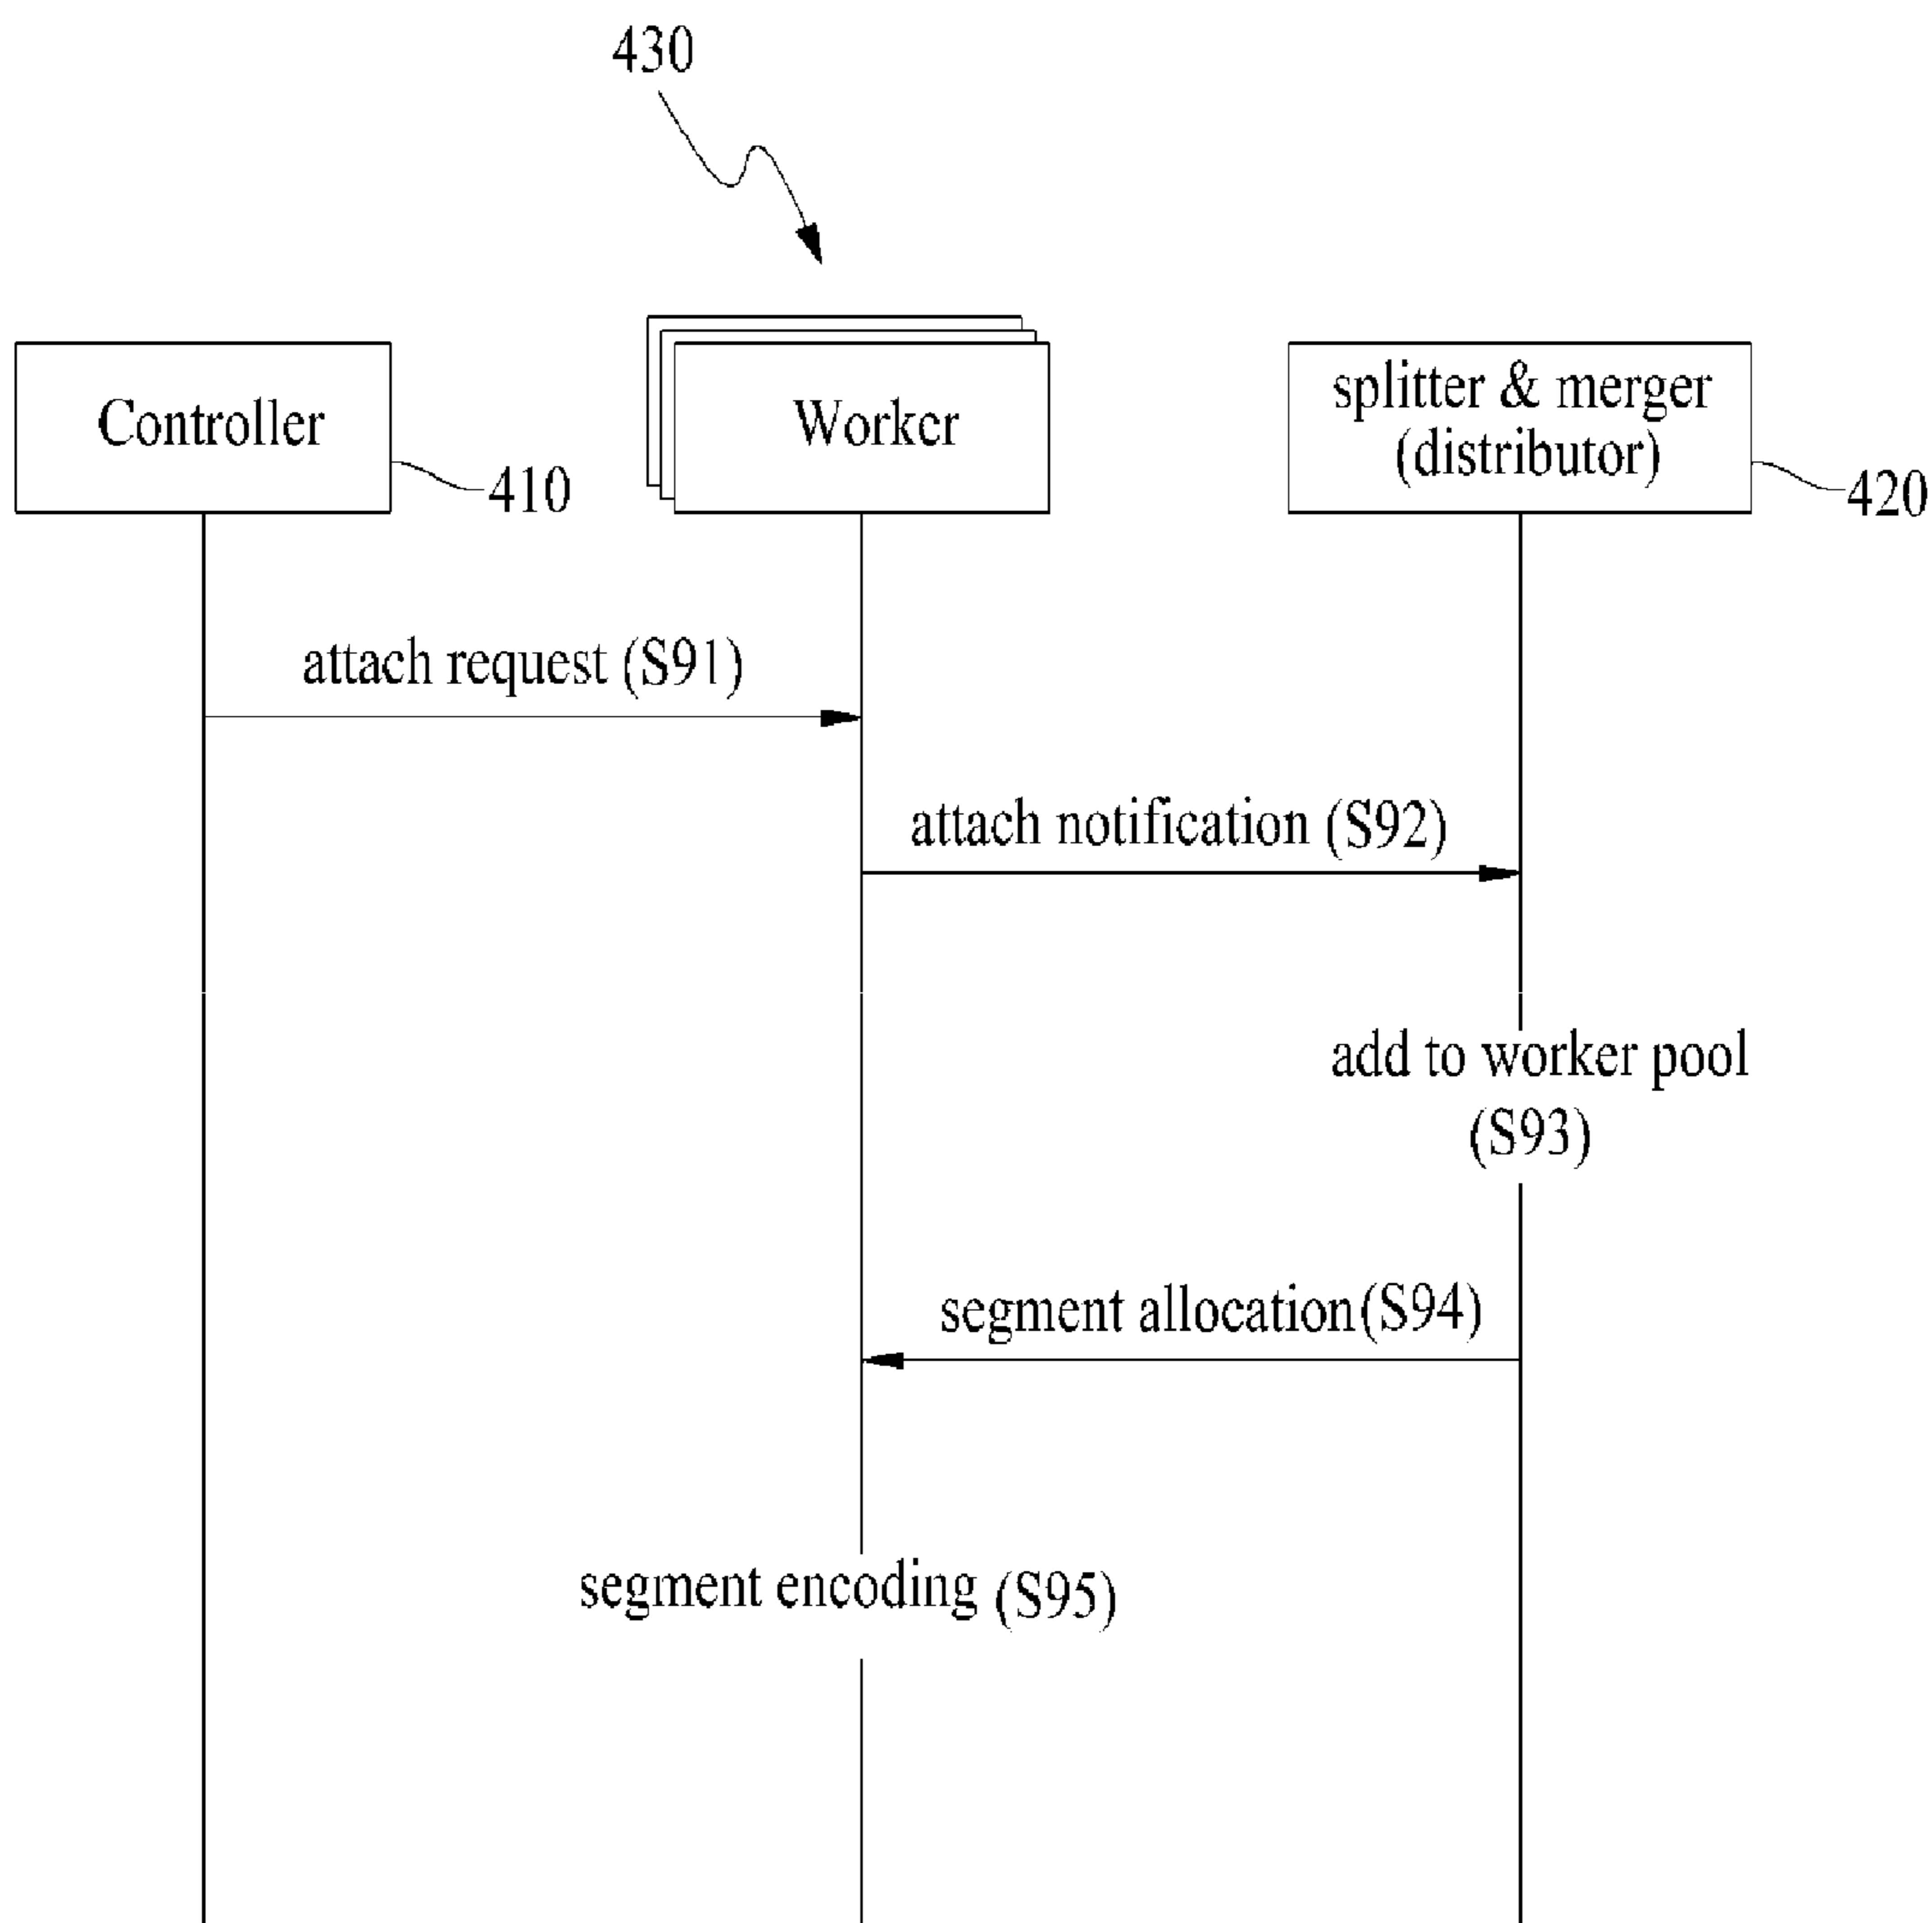 430
Controller
410
Worker
splitter & merger
(distributor)
420
attach request (S91)
attach notification (S92)
add to worker pool
(S93)
segment allocation(S94)
segment encoding (S95)